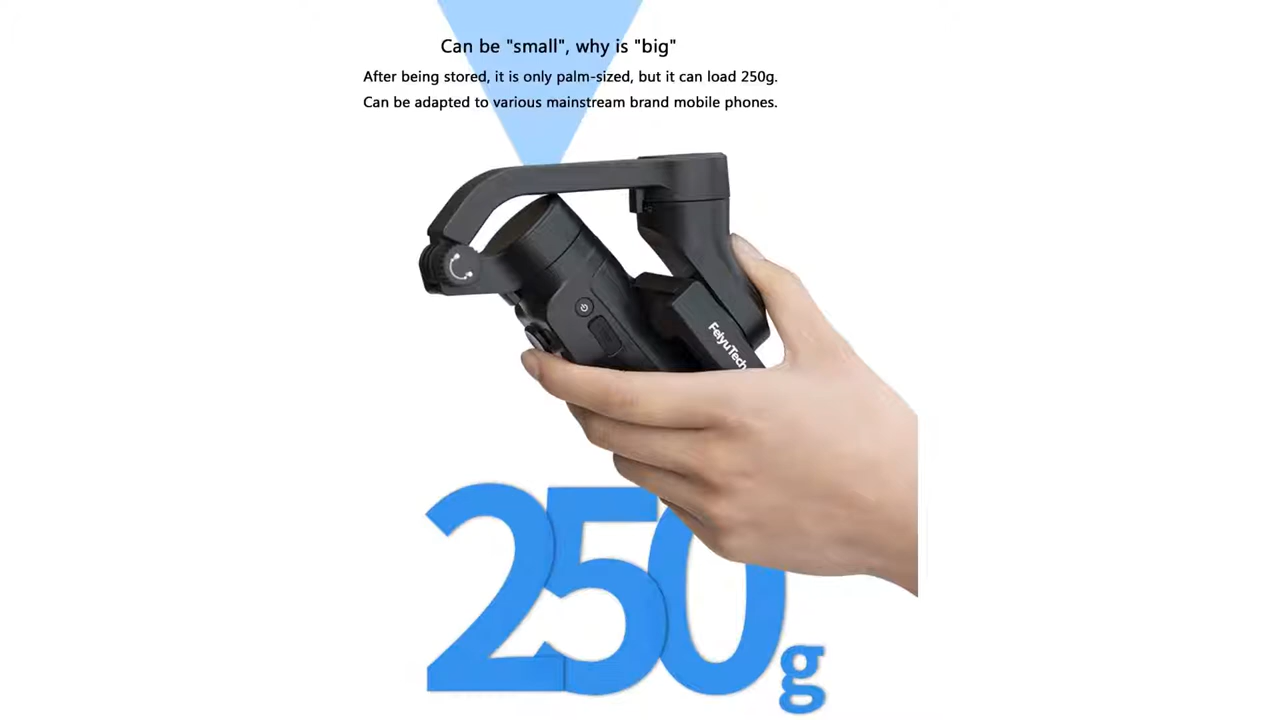 Can be "small", why is "big"
After being stored, it is only palm-sized, but it can load 250g.
Can be adapted to various mainstream brand mobile phones.
FeiyuTech
250g